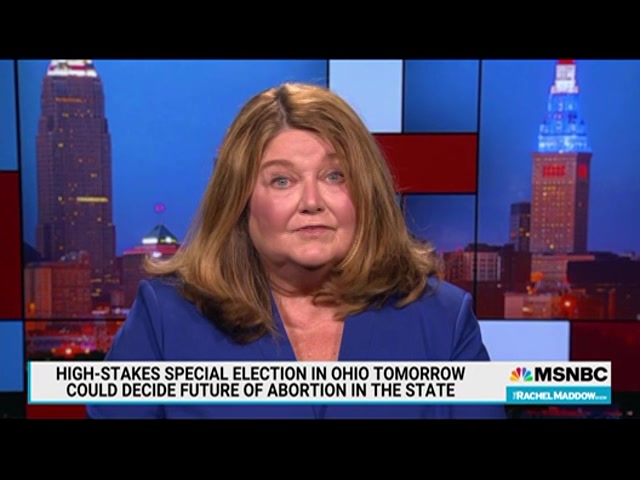 HIGH-STAKES SPECIAL ELECTION IN OHIO TOMORROW
COULD DECIDE FUTURE OF ABORTION IN THE STATE
MSNBC
THE RACHEL MADDOW SHOW